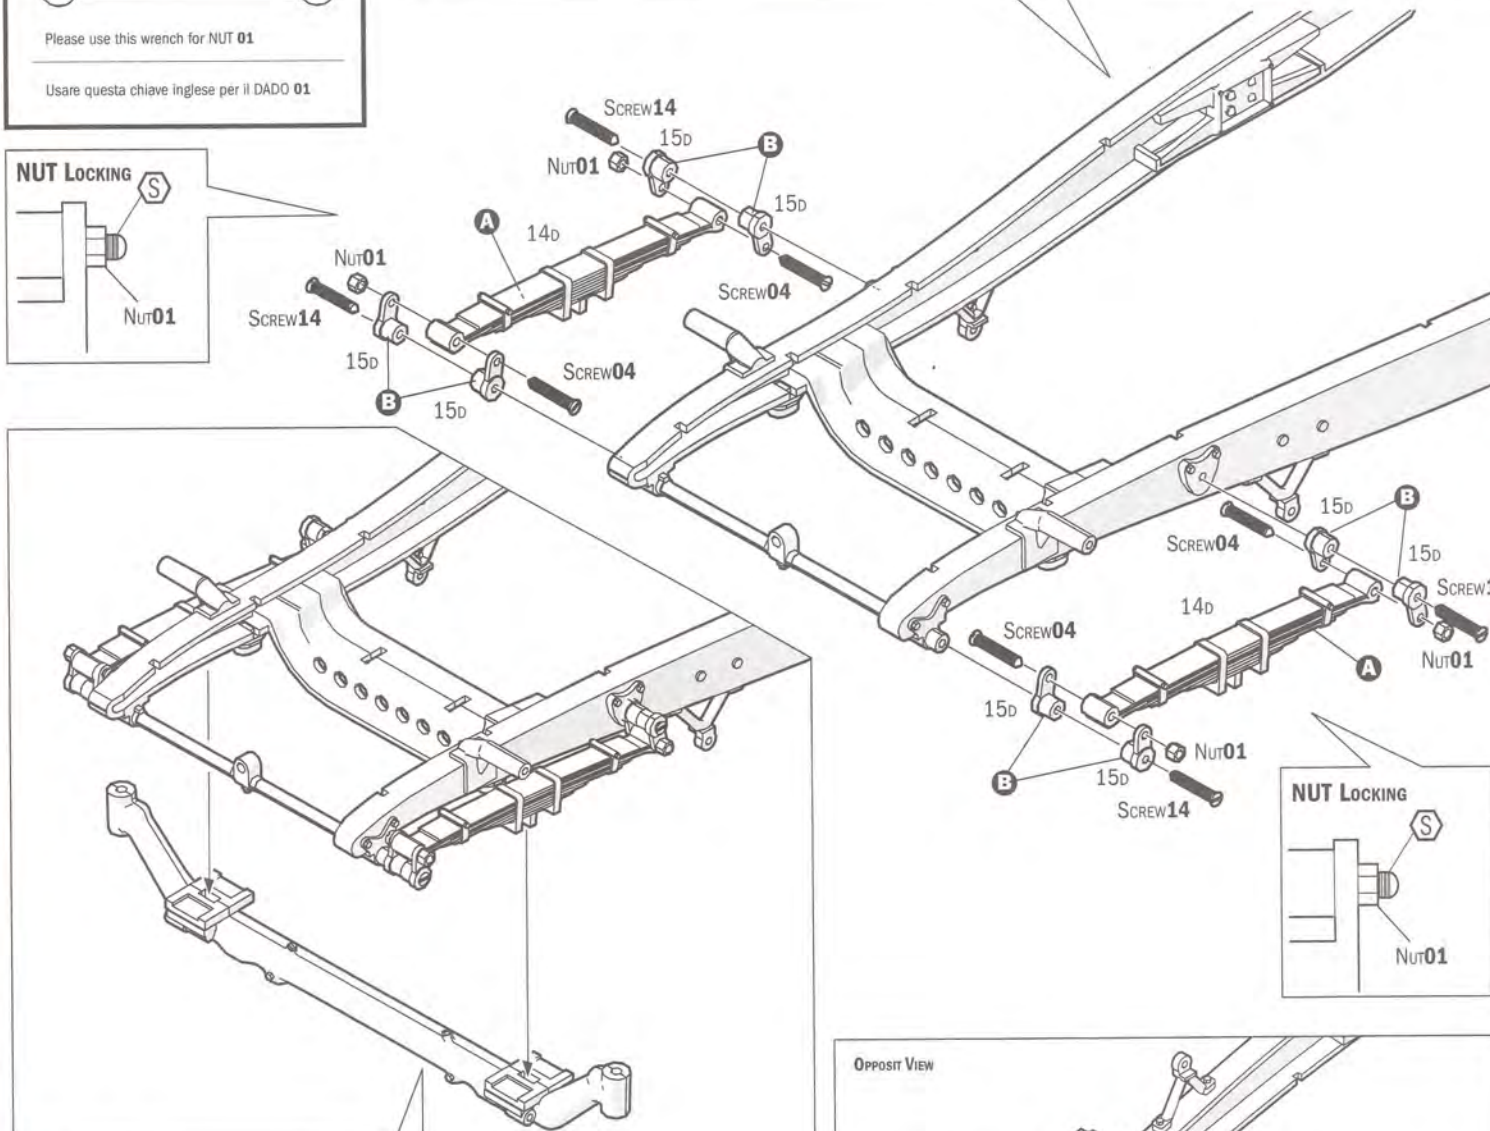 Please use this wrench for NUT 01
Usare questa chiave inglese per il DADO 01
NUT LOCKING
S
NUT01
SCREW14
15D
B
NUT01
15D
A
14D
SCREW04
NUT01
SCREW14
15D
B
15D
SCREW04
15D
B
SCREW04
15D
14D
NUT01
A
SCREW04
15D
B
15D
NUT01
SCREW14
NUT LOCKING
S
NUT01
OPPOSIT VIEW